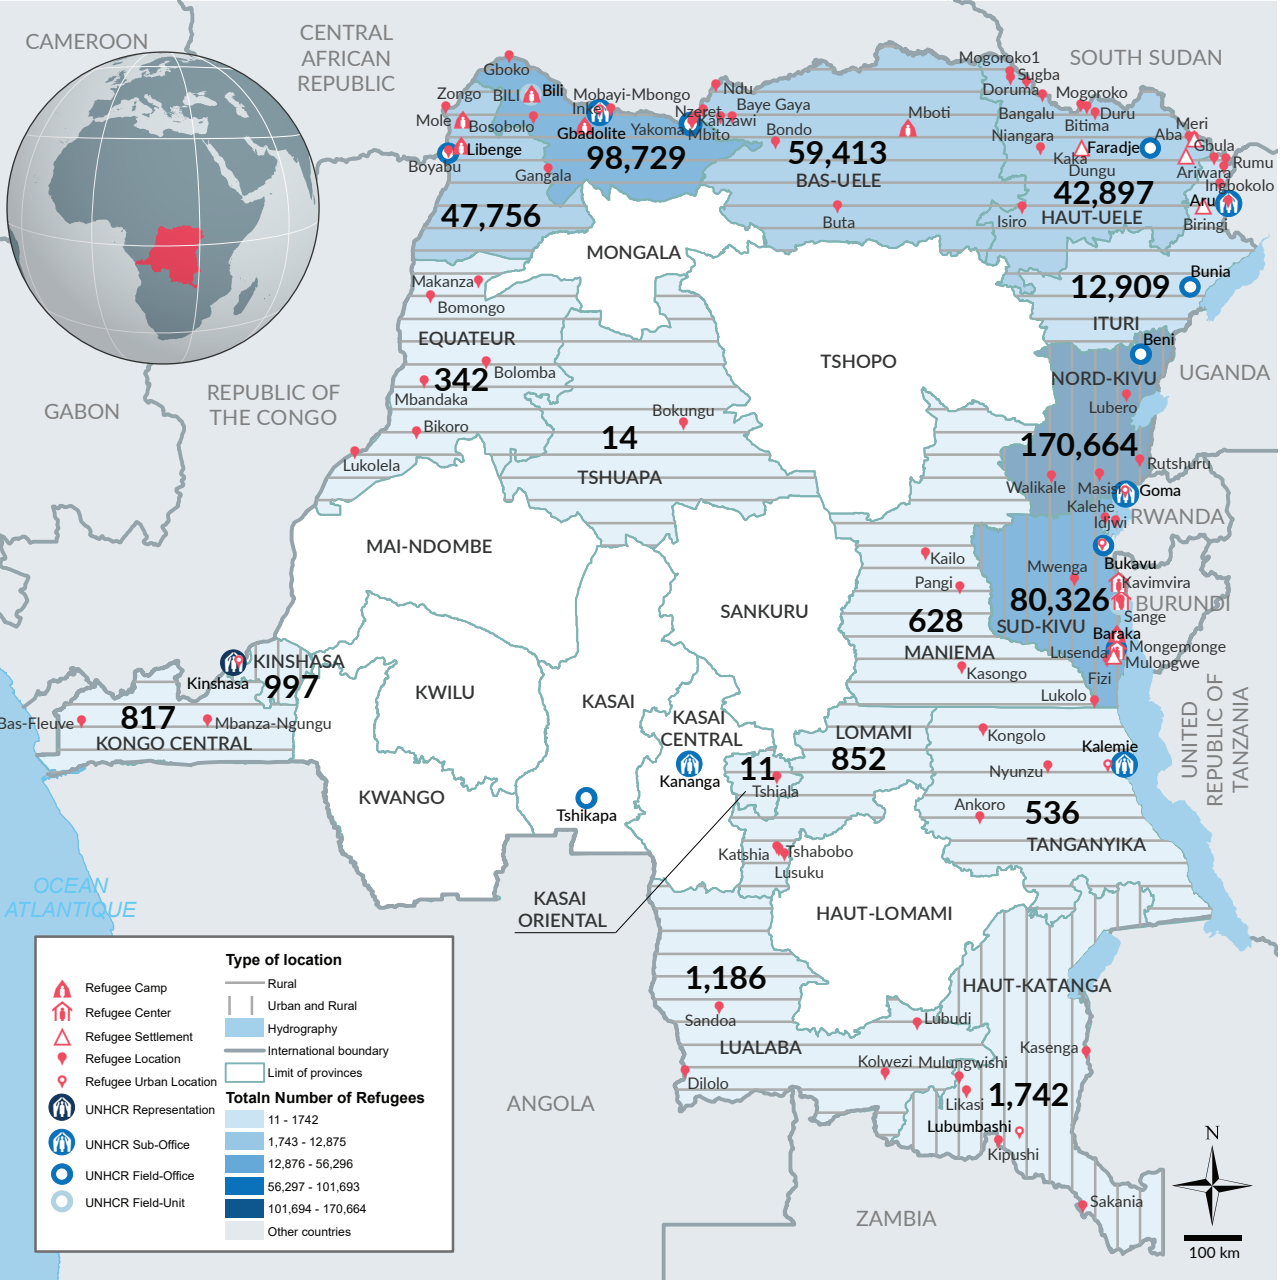 CAMEROON
CENTRAL
AFRICAN
REPUBLIC
SOUTH SUDAN
Gboko
Zongo
BILI
Bili
Mobayi-Mbongo
Inke
Mole
Bosobolo
Gbadolite
Yakoma
98,729
Boyabu
Libenge
Gangala
47,756
Ndu
Nzeret
Baye Gaya
Kanzawi
Mbito
Bondo
59,413
BAS-UELE
Mboti
Buta
Mogoroko1
Sugba
Doruma
Mogoroko
Bangalu
Duru
Bitima
Niangara
Aba
Meri
Gbula
Kaka
Faradje
Dungu
Rumu
Ariwara
Ingbokolo
42,897
HAUT-UELE
Aru
Isiro
Biringi
MONGALA
Makanza
Bomongo
EQUATEUR
342
Bolomba
Mbandaka
Bikoro
Lukolela
Bokungu
14
TSHUAPA
TSHOPO
Bunia
12,909
ITURI
Beni
NORD-KIVU
UGANDA
Lubero
170,664
Rutshuru
Walikale
Masisi
Goma
Kalehe
Idjwi
RWANDA
GABON
REPUBLIC OF
THE CONGO
MAI-NDOMBE
SANKURU
Kailo
Pangi
628
MANIEMA
Kasongo
Bukavu
Mwenga
Kavimvira
80,326
BURUNDI
Sange
SUD-KIVU
Baraka
Lusenda
Mongemonge
Mulongwe
Fizi
Lukolo
KINSHASA
Kinshasa
997
Bas-Fleuve
817
Mbanza-Ngungu
KONGO CENTRAL
KWILU
KWANGO
KASAI
Tshikapa
KASAI
CENTRAL
Kananga
11
Tshiala
LOMAMI
852
Kongolo
Nyunzu
Kalemie
Ankoro
536
TANGANYIKA
UNITED
REPUBLIC OF
TANZANIA
Katshia
Tshabobo
Lusuku
KASAI
ORIENTAL
HAUT-LOMAMI
OCEAN
ATLANTIQUE
1,186
Sandoa
LUALABA
Dilolo
Lubudi
Kolwezi
Mulungwishi
Likasi
HAUT-KATANGA
Kasenga
1,742
Lubumbashi
Kipushi
Sakania
ANGOLA
ZAMBIA
N
100 km
Refugee Camp
Refugee Center
Refugee Settlement
Refugee Location
Refugee Urban Location
UNHCR Representation
UNHCR Sub-Office
UNHCR Field-Office
UNHCR Field-Unit
Type of location
Rural
Urban and Rural
Hydrography
International boundary
Limit of provinces
Totaln Number of Refugees
11 - 1742
1,743 - 12,875
12,876 - 56,296
56,297 - 101,693
101,694 - 170,664
Other countries